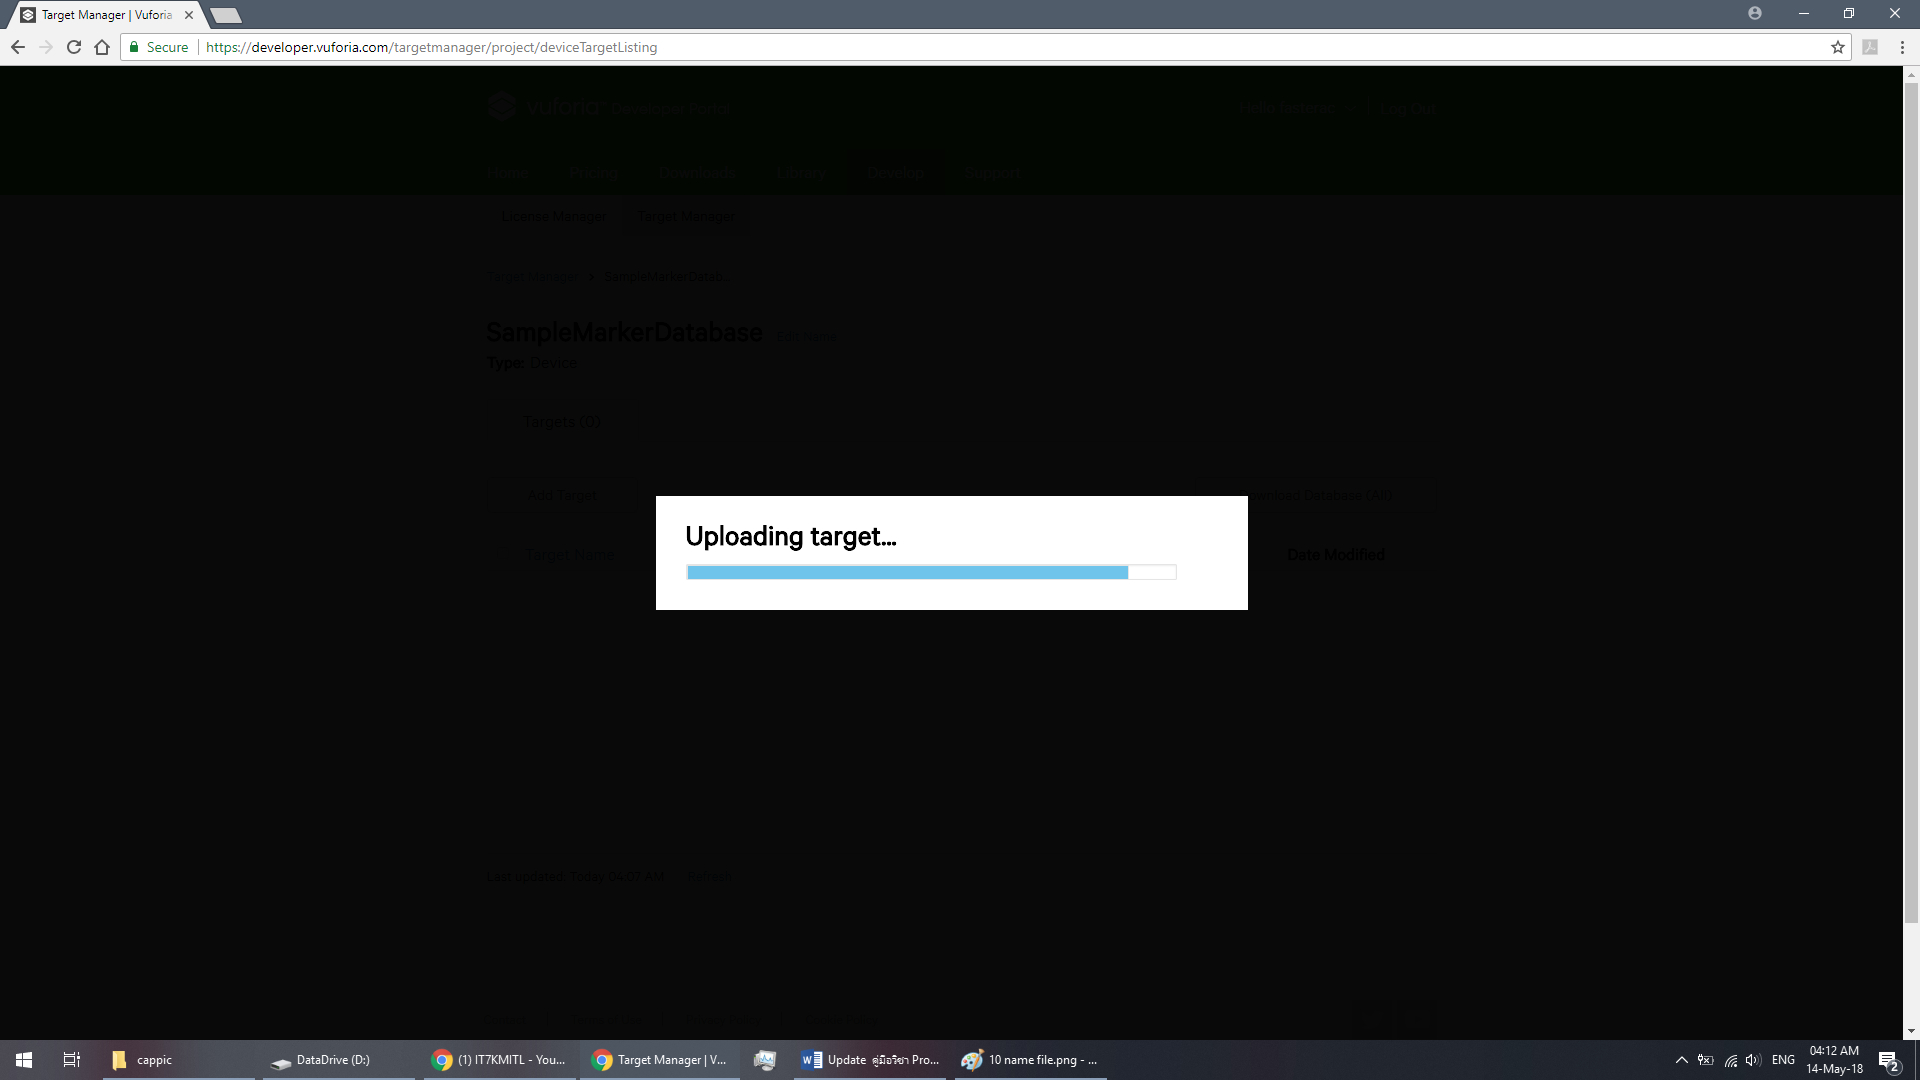 Target Manager | Vuforia
Secure https://developer.vuforia.com/targetmanager/project/deviceTargetListing
vuforia Developer Portal
Log Out
Home Pricing Downloads Library Develop Support
License Manager Target Manager
Target Manager > SampleMarkerDatab...
SampleMarkerDatabase Edit Name
Type: Device
Targets (0)
Add Target Download Database (All)
Uploading target...
Target Name Date Modified
Last updated: Today 04:07 AM Refresh
cappic
DataDrive (D:)
(1) IT7KMITL - You...
Target Manager | V...
Update คู่มือวิชา Pro...
10 name file.png - ...
ENG
04:12 AM
14-May-18
2